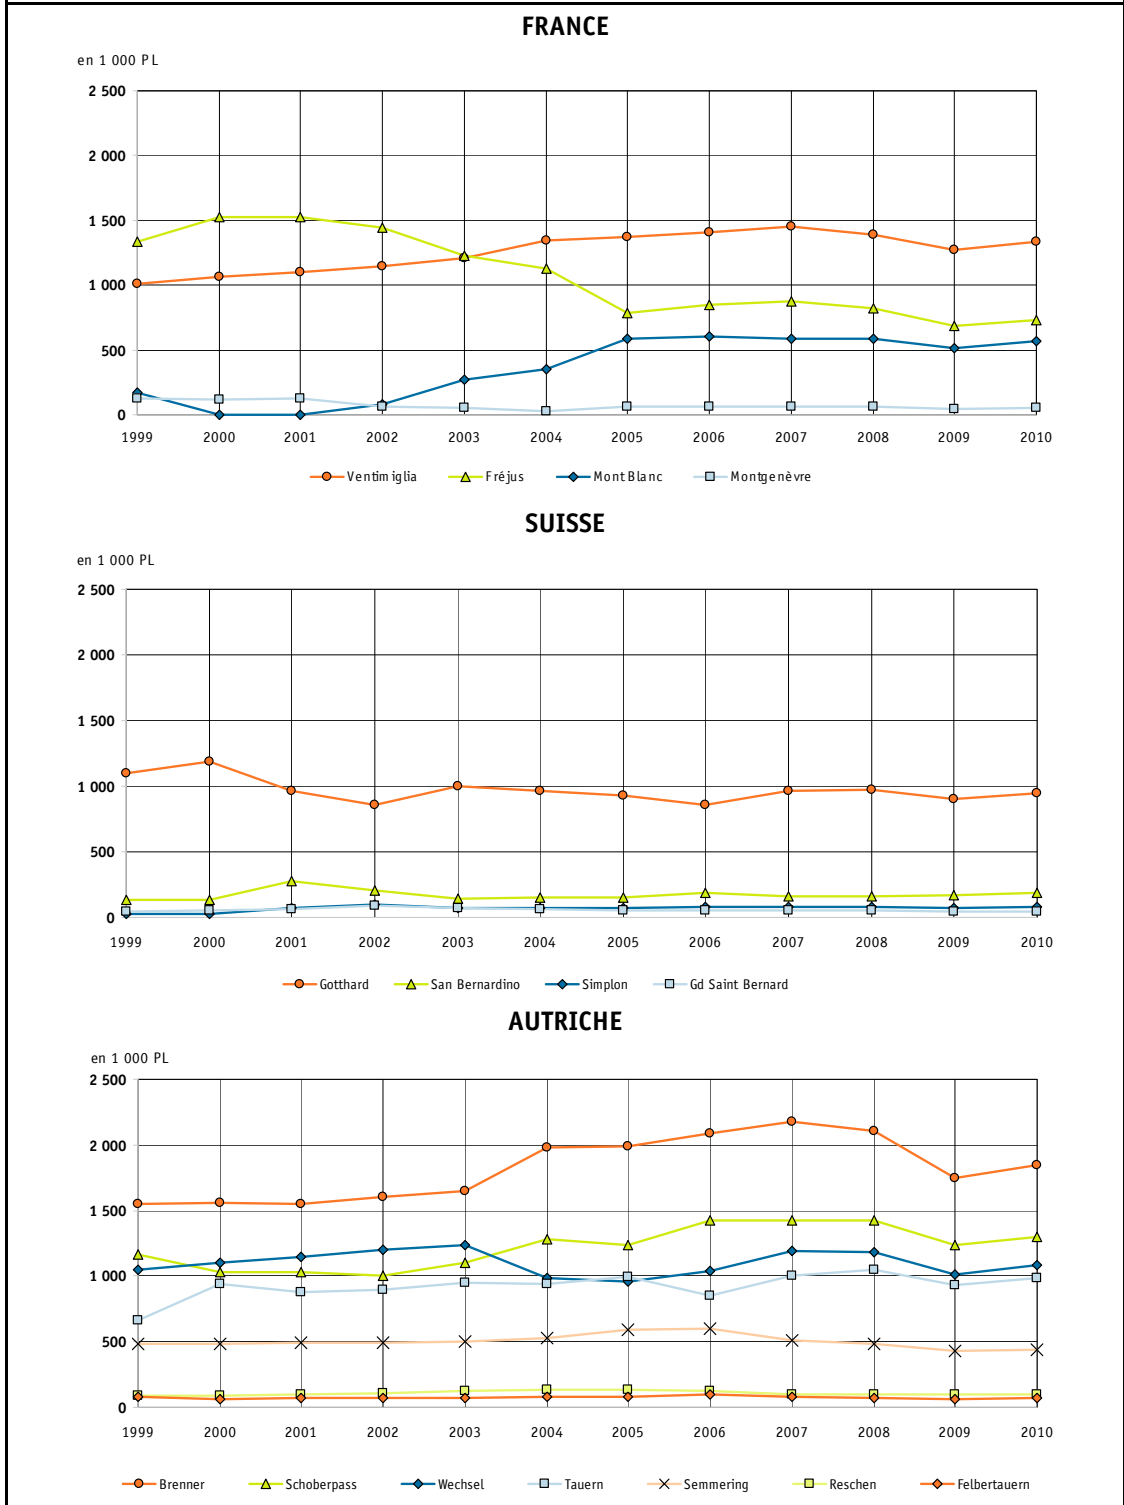 FRANCE
en 1 000 PL
2 500
2 000
1 500
1 000
500
0
1999 2000 2001 2002 2003 2004 2005 2006 2007 2008 2009 2010
Ventimiglia Fréjus Mont Blanc Montgenèvre
SUISSE
en 1 000 PL
2 500
2 000
1 500
1 000
500
0
1999 2000 2001 2002 2003 2004 2005 2006 2007 2008 2009 2010
Gotthard San Bernardino Simplon Gd Saint Bernard
AUTRICHE
en 1 000 PL
2 500
2 000
1 500
1 000
500
0
1999 2000 2001 2002 2003 2004 2005 2006 2007 2008 2009 2010
Brenner Schoberpass Wechsel Tauern Semmering Reschen Felbertauern